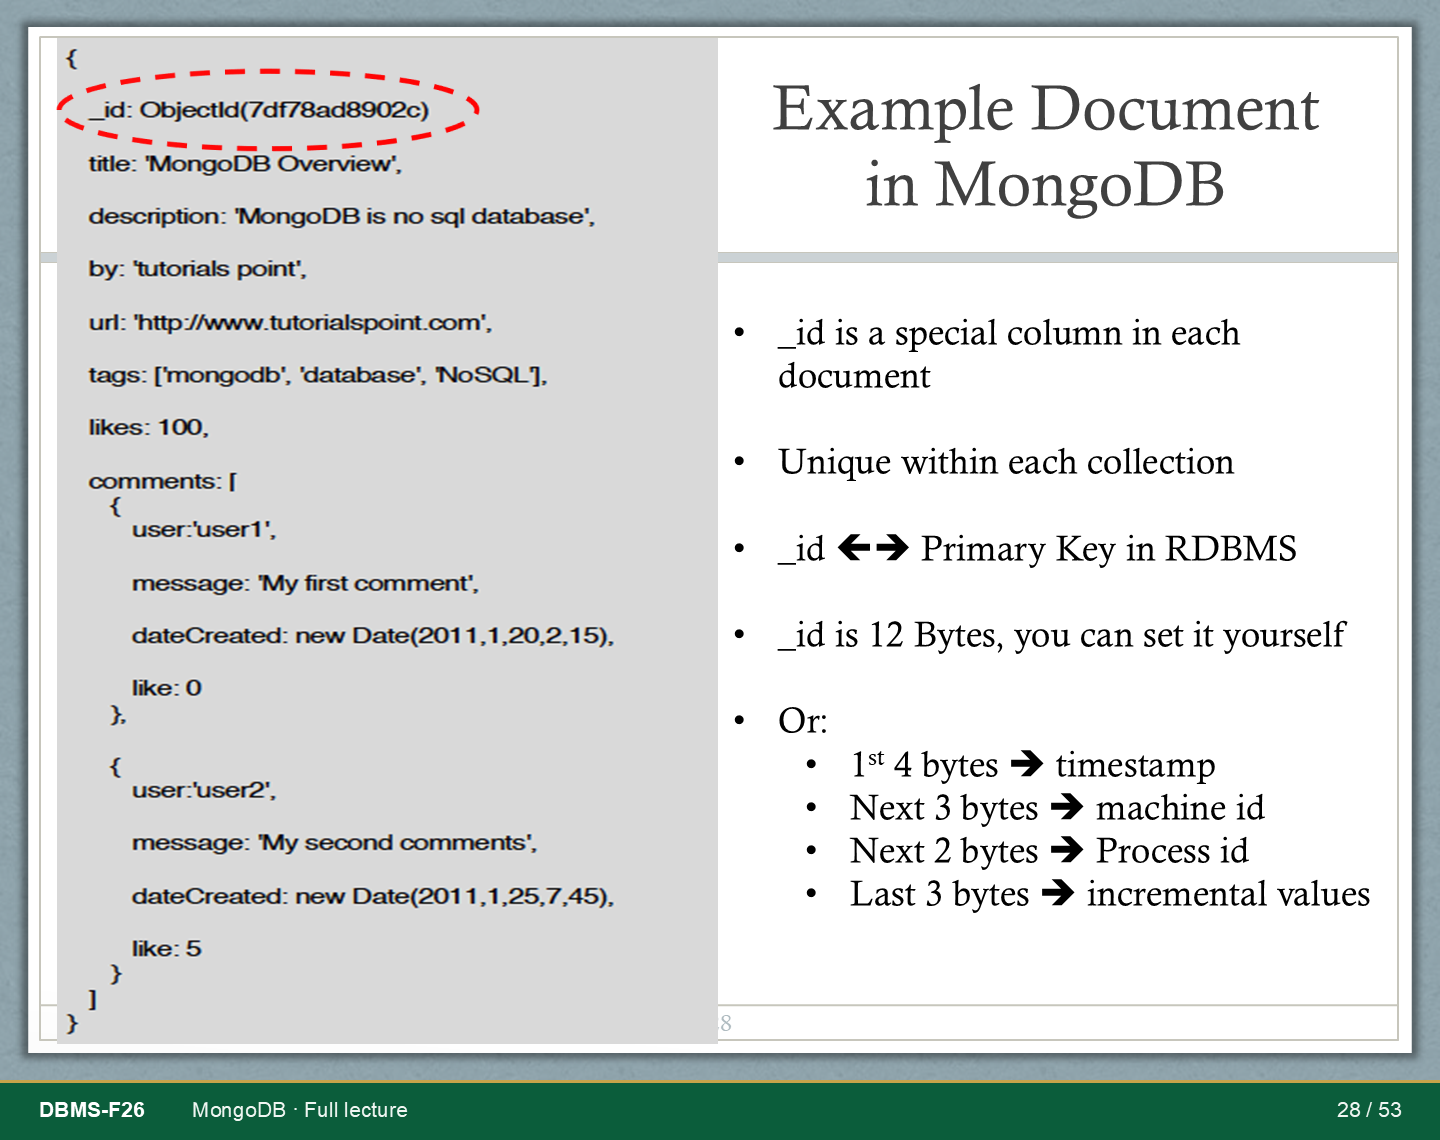 {
_id: ObjectId(7df78ad8902c)
title: 'MongoDB Overview',
description: 'MongoDB is no sql database',
by: 'tutorials point',
url: 'http://www.tutorialspoint.com',
tags: ['mongodb', 'database', 'NoSQL'],
likes: 100,
comments: [
{
user:'user1',
message: 'My first comment',
dateCreated: new Date(2011,1,20,2,15),
like: 0
},
{
user:'user2',
message: 'My second comments',
dateCreated: new Date(2011,1,25,7,45),
like: 5
}
]
}
Example Document
in MongoDB
• _id is a special column in each
document
• Unique within each collection
• _id 🡸🡺 Primary Key in RDBMS
• _id is 12 Bytes, you can set it yourself
• Or:
• 1st 4 bytes 🡺 timestamp
• Next 3 bytes 🡺 machine id
• Next 2 bytes 🡺 Process id
• Last 3 bytes 🡺 incremental values
DBMS-F26 MongoDB · Full lecture 28 / 53